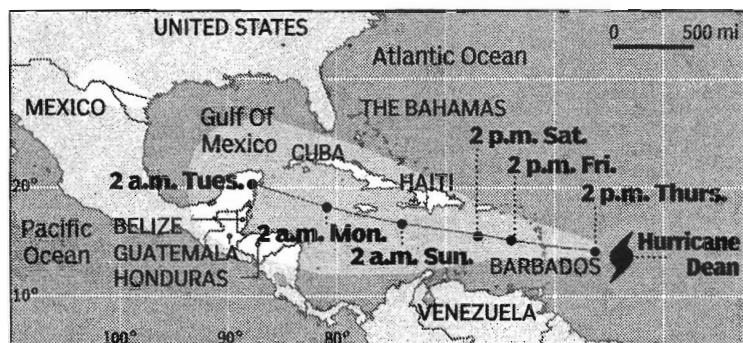 UNITED STATES
0 500 mi
Atlantic Ocean
MEXICO
Gulf Of
Mexico
THE BAHAMAS
2 p.m. Sat.
CUBA
2 p.m. Fri.
2 a.m. Tues.
HAITI
2 p.m. Thurs.
20°
Pacific
Ocean
BELIZE
GUATEMALA
HONDURAS
2 a.m. Mon.
2 a.m. Sun.
BARBADOS
Hurricane
Dean
10°
VENEZUELA
100° 90° 80°